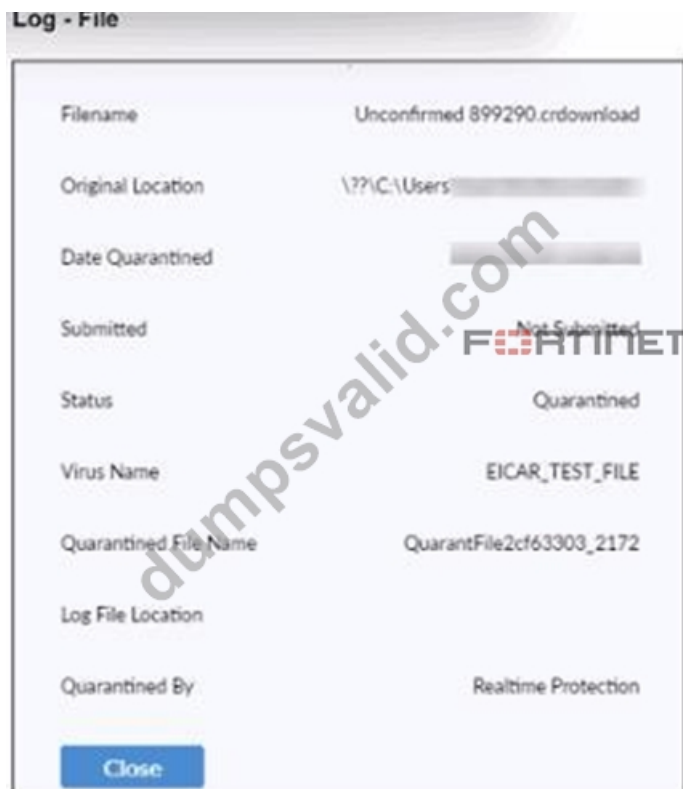 Log - File
Filename Unconfirmed 899290.crdownload
Original Location \??\C:\Users
Date Quarantined
Submitted Not Submitted
FORTINET
Status Quarantined
Virus Name EICAR_TEST_FILE
Quarantined File Name QuarantFile2cf63303_2172
Log File Location
Quarantined By Realtime Protection
Close
dumpsvalid.com